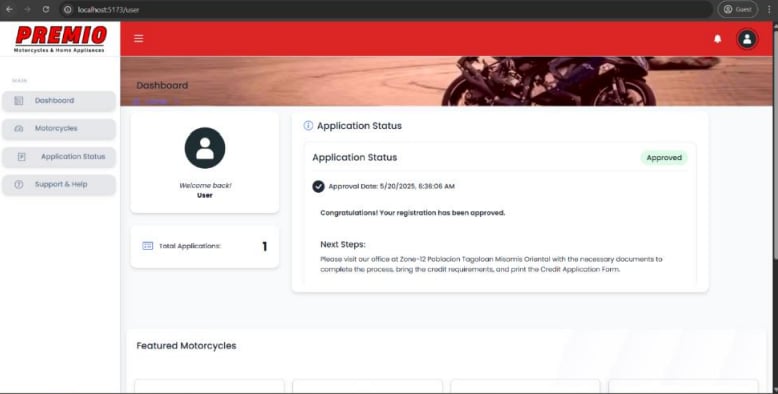 localhost:5173/user
Guest
PREMIO
Motorcycles & Home Appliances
MAIN
Dashboard
Motorcycles
Application Status
Support & Help
Dashboard
Welcome back!
User
Total Applications:
1
Application Status
Application Status
Approved
Approval Date: 5/20/2025, 6:36:06 AM
Congratulations! Your registration has been approved.
Next Steps:
Please visit our office at Zone-12 Poblacion Tagoloan Misamis Oriental with the necessary documents to
complete the process, bring the credit requirements, and print the Credit Application Form.
Featured Motorcycles